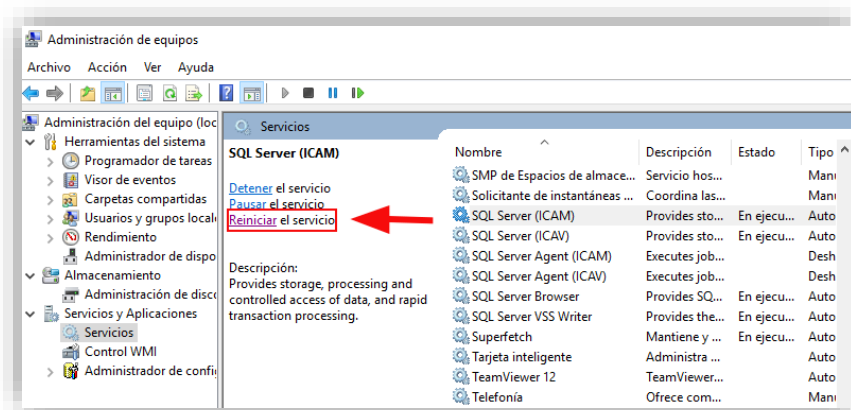 Administración de equipos
Archivo Acción Ver Ayuda
Administración del equipo (loc
Herramientas del sistema
Programador de tareas
Visor de eventos
Carpetas compartidas
Usuarios y grupos local
Rendimiento
Administrador de dispo
Almacenamiento
Administración de disco
Servicios y Aplicaciones
Servicios
Control WMI
Administrador de config
Servicios
SQL Server (ICAM)
Detener el servicio
Pausar el servicio
Reiniciar el servicio
Descripción:
Provides storage, processing and
controlled access of data, and rapid
transaction processing.
Nombre Descripción Estado Tipo
SMP de Espacios de almace... Servicio hos... Manu
Solicitante de instantáneas ... Coordina las... Manu
SQL Server (ICAM) Provides sto... En ejecu... Auto
SQL Server (ICAV) Provides sto... En ejecu... Auto
SQL Server Agent (ICAM) Executes job... Desh
SQL Server Agent (ICAV) Executes job... Desh
SQL Server Browser Provides SQ... En ejecu... Auto
SQL Server VSS Writer Provides the... En ejecu... Auto
Superfetch Mantiene y ... En ejecu... Auto
Tarjeta inteligente Administra ... Auto
TeamViewer 12 TeamViewer... Auto
Telefonía Ofrece com... Manu